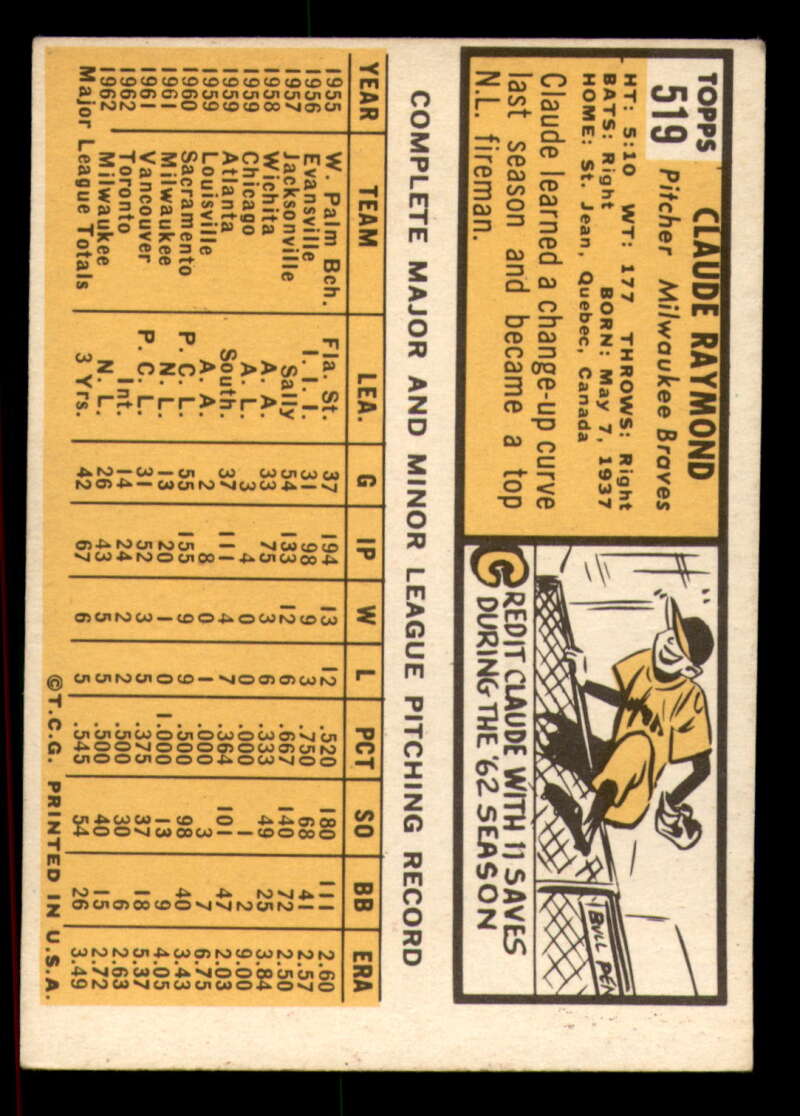 TOPPS
519
CLAUDE RAYMOND
Pitcher Milwaukee Braves
HT: 5:10 WT: 177 THROWS: Right
BATS: Right BORN: May 7, 1937
HOME: St. Jean, Quebec, Canada
Claude learned a change-up curve
last season and became a top
N.L. fireman.
BULL PEN
CREDIT CLAUDE WITH 11 SAVES
DURING THE '62 SEASON
COMPLETE MAJOR AND MINOR LEAGUE PITCHING RECORD
YEAR TEAM LEA. G IP W L PCT SO BB ERA
1955 W. Palm Bch. Fla. St. 37 194 13 12 .520 180 111 2.60
1956 Evansville I. I. I. 31 98 9 3 .750 68 41 2.57
1957 Jacksonville Sally 54 133 12 6 .667 140 72 2.50
1958 Wichita A. A. 33 75 3 6 .333 49 25 3.84
1959 Chicago A. L. 3 4 0 0 .000 1 2 9.00
1959 Atlanta South. 37 111 4 7 .364 101 47 2.03
1959 Louisville A. A. 2 8 0 1 .000 3 7 6.75
1960 Sacramento P. C. L. 55 155 9 9 .500 98 40 3.43
1961 Milwaukee N. L. 13 20 1 0 1.000 13 9 4.05
1961 Vancouver P. C. L. 31 52 3 5 .375 37 18 5.37
1962 Toronto Int. 14 24 2 2 .500 30 6 2.63
1962 Milwaukee N. L. 26 43 5 5 .500 40 15 2.72
Major League Totals 3 Yrs. 42 67 6 5 .545 54 26 3.49
©T.C.G. PRINTED IN U.S.A.